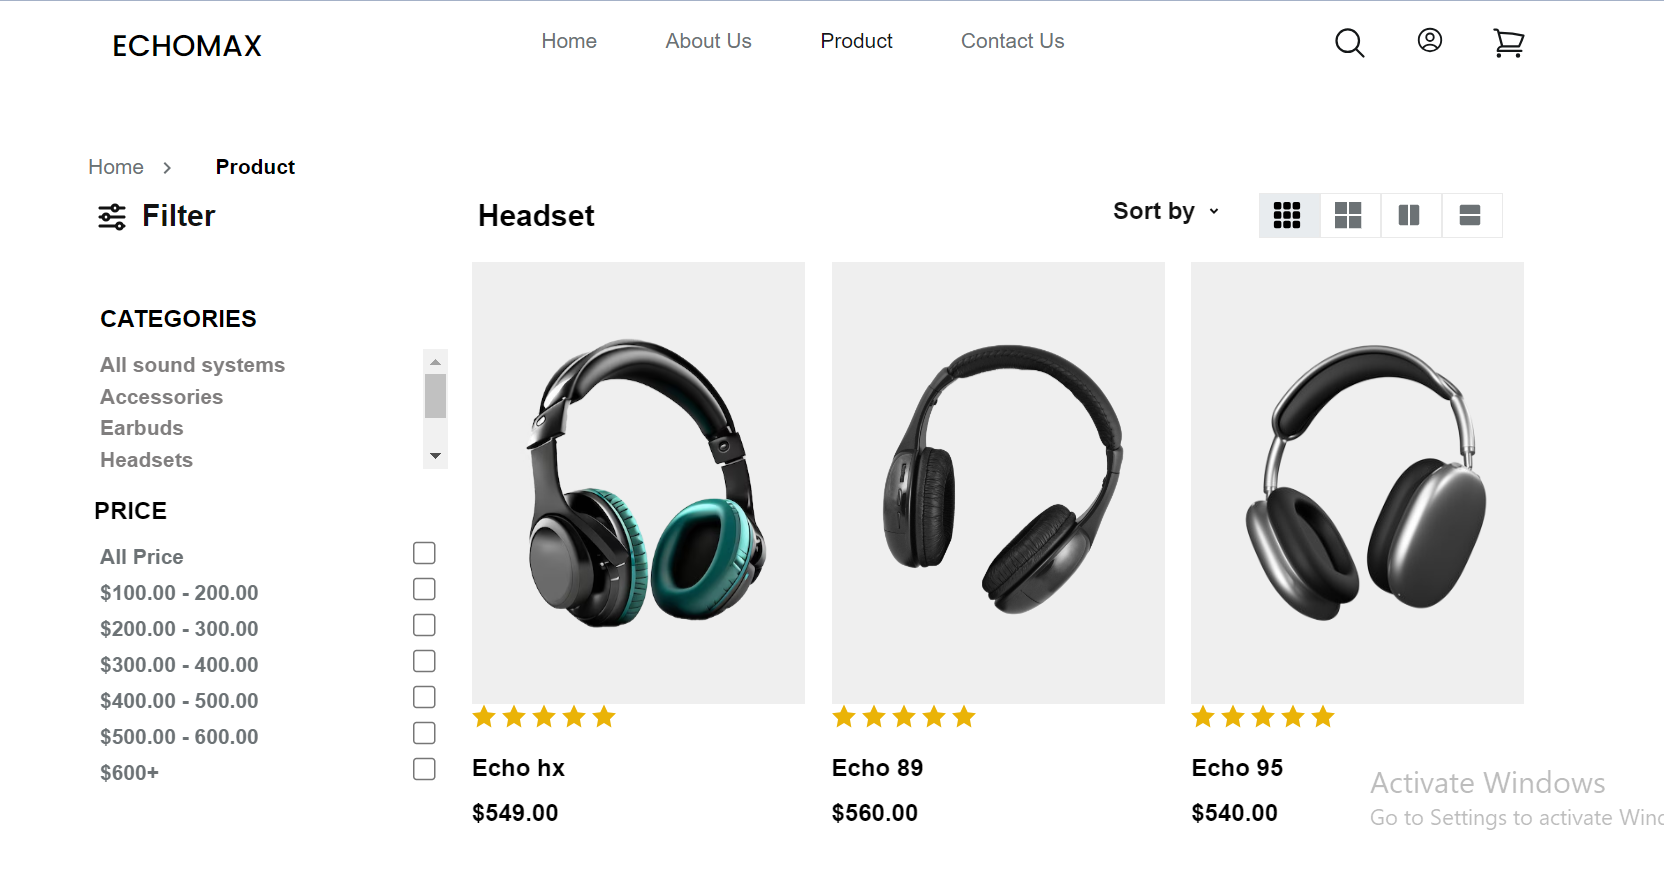 ECHOMAX
Home
About Us
Product
Contact Us
Home
Product
Filter
Headset
Sort by
CATEGORIES
All sound systems
Accessories
Earbuds
Headsets
PRICE
All Price
$100.00 - 200.00
$200.00 - 300.00
$300.00 - 400.00
$400.00 - 500.00
$500.00 - 600.00
$600+
Echo hx
$549.00
Echo 89
$560.00
Echo 95
$540.00
Activate Windows
Go to Settings to activate Wind